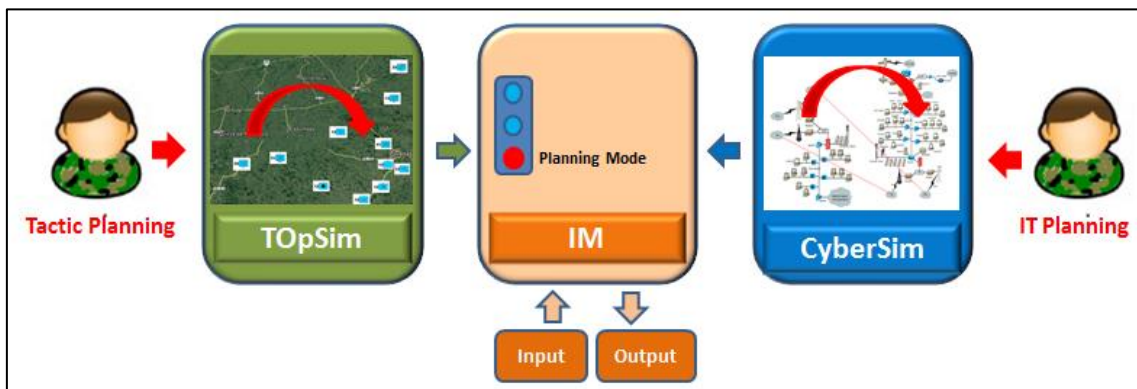 Tactic Planning
TOpSim
Planning Mode
IM
Input
Output
CyberSim
IT Planning